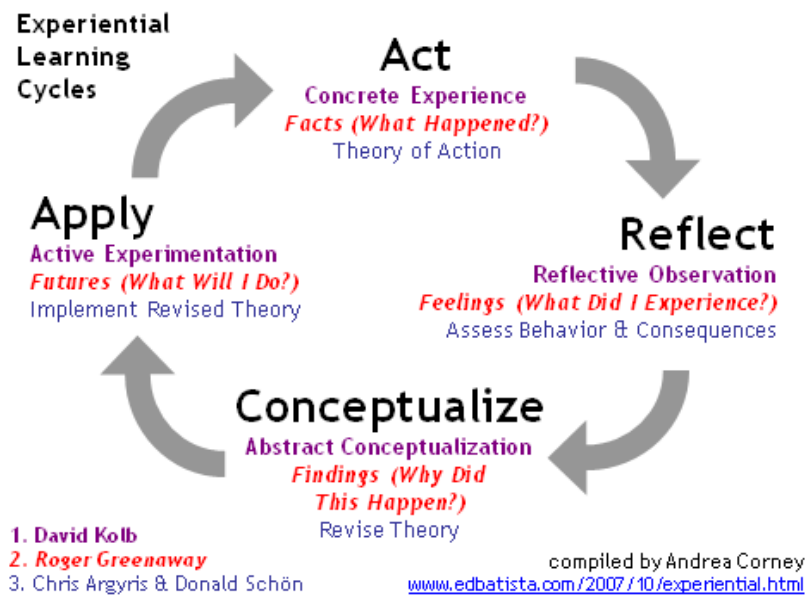 Experiential
Learning
Cycles
Act
Concrete Experience
Facts (What Happened?)
Theory of Action
Reflect
Reflective Observation
Feelings (What Did I Experience?)
Assess Behavior & Consequences
Conceptualize
Abstract Conceptualization
Findings (Why Did
This Happen?)
Revise Theory
Apply
Active Experimentation
Futures (What Will I Do?)
Implement Revised Theory
1. David Kolb
2. Roger Greenaway
3. Chris Argyris & Donald Schön
compiled by Andrea Corney
www.edbatista.com/2007/10/experiential.html